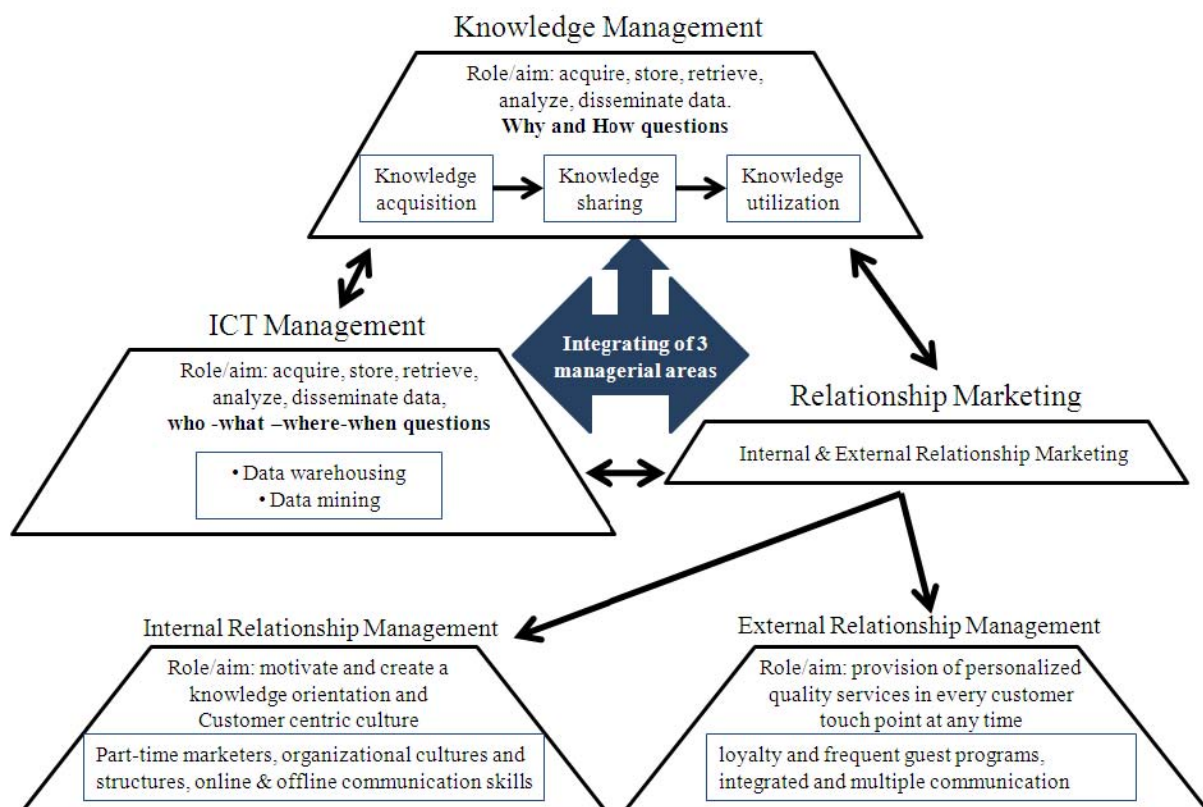 Knowledge Management
Role/aim: acquire, store, retrieve,
analyze, disseminate data.
Why and How questions
Knowledge
acquisition
Knowledge
sharing
Knowledge
utilization
ICT Management
Role/aim: acquire, store, retrieve,
analyze, disseminate data,
who -what –where-when questions
• Data warehousing
• Data mining
Integrating of 3
managerial areas
Relationship Marketing
Internal & External Relationship Marketing
Internal Relationship Management
Role/aim: motivate and create a
knowledge orientation and
Customer centric culture
Part-time marketers, organizational cultures and
structures, online & offline communication skills
External Relationship Management
Role/aim: provision of personalized
quality services in every customer
touch point at any time
loyalty and frequent guest programs,
integrated and multiple communication